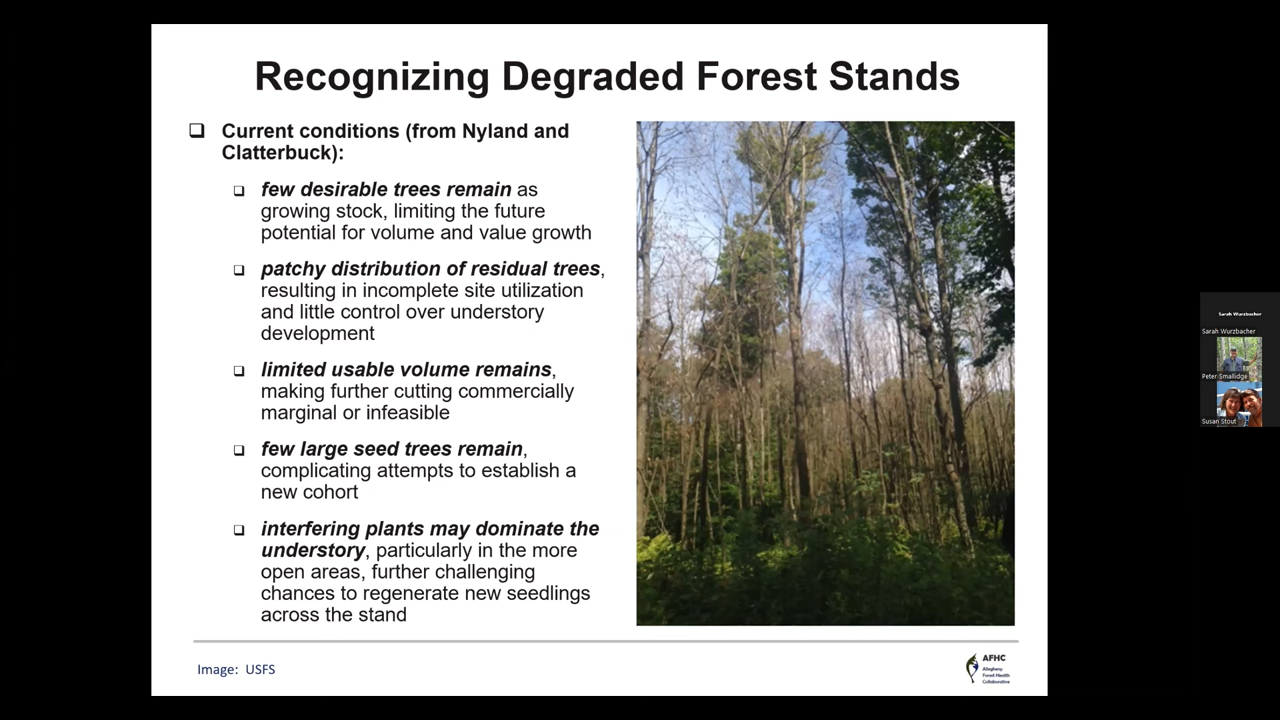 Recognizing Degraded Forest Stands
Current conditions (from Nyland and
Clatterbuck):
few desirable trees remain as
growing stock, limiting the future
potential for volume and value growth
patchy distribution of residual trees,
resulting in incomplete site utilization
and little control over understory
development
limited usable volume remains,
making further cutting commercially
marginal or infeasible
few large seed trees remain,
complicating attempts to establish a
new cohort
interfering plants may dominate the
understory, particularly in the more
open areas, further challenging
chances to regenerate new seedlings
across the stand
Image: USFS
AFHC
Allegheny
Forest Health
Collaborative
Sarah Wurzbacher
Sarah Wurzbacher
Peter Smallidge
Susan Stout